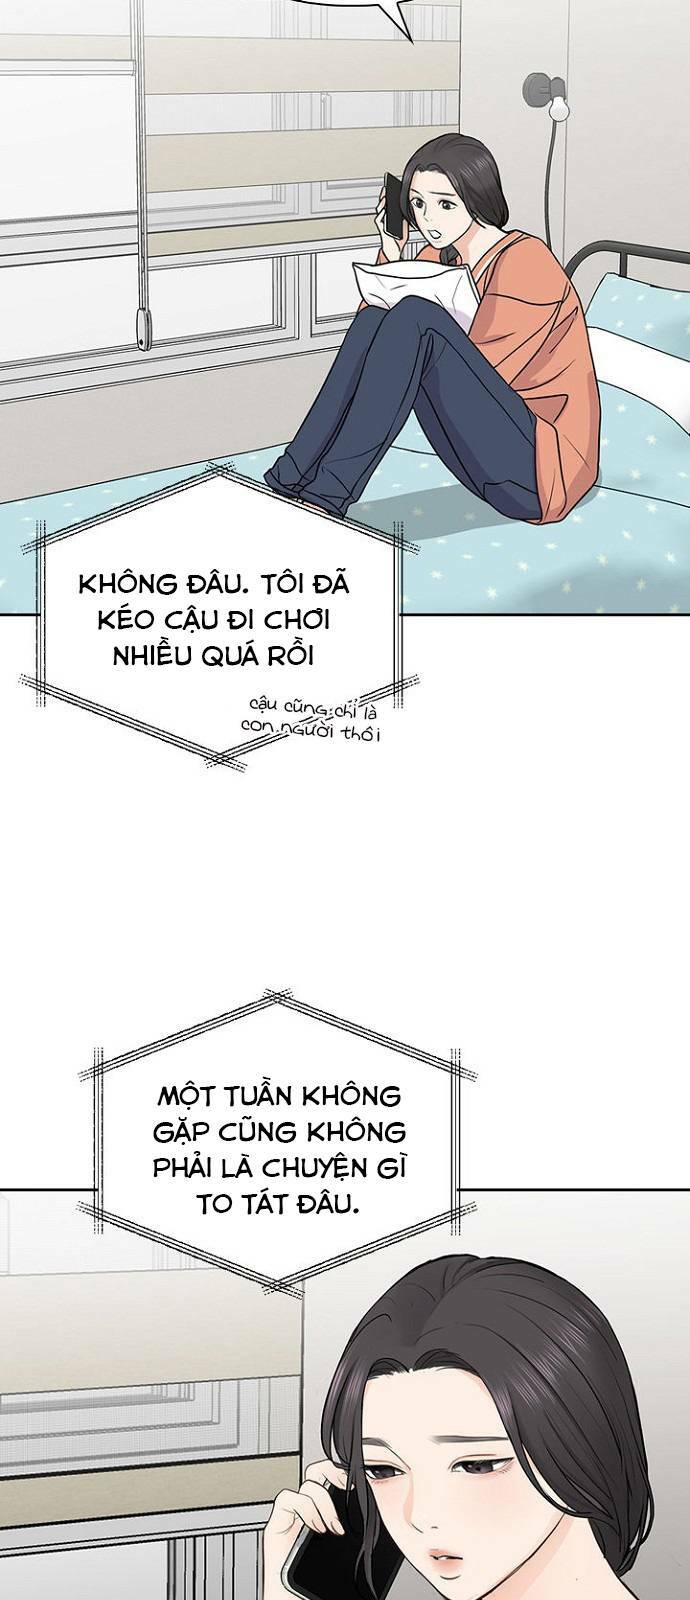 KHÔNG ĐÂU. TÔI ĐÃ
KÉO CẬU ĐI CHƠI
NHIỀU QUÁ RỒI
cậu cũng chỉ là
con người thôi
MỘT TUẦN KHÔNG
GẶP CŨNG KHÔNG
PHẢI LÀ CHUYỆN GÌ
TO TÁT ĐÂU.